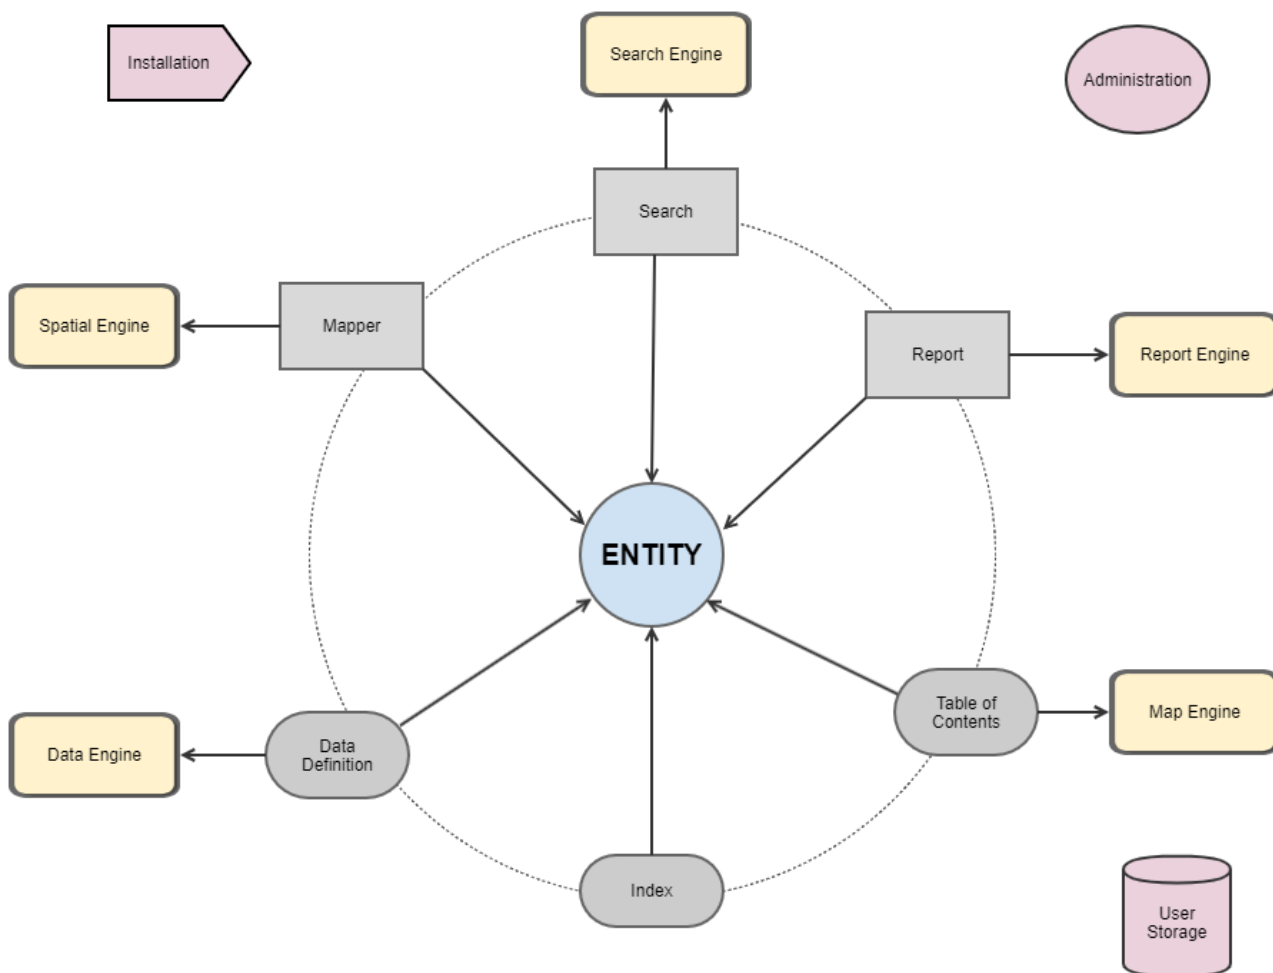 Installation
Search Engine
Administration
Search
Spatial Engine
Mapper
Report
Report Engine
ENTITY
Table of
Contents
Map Engine
Data Engine
Data
Definition
Index
User
Storage